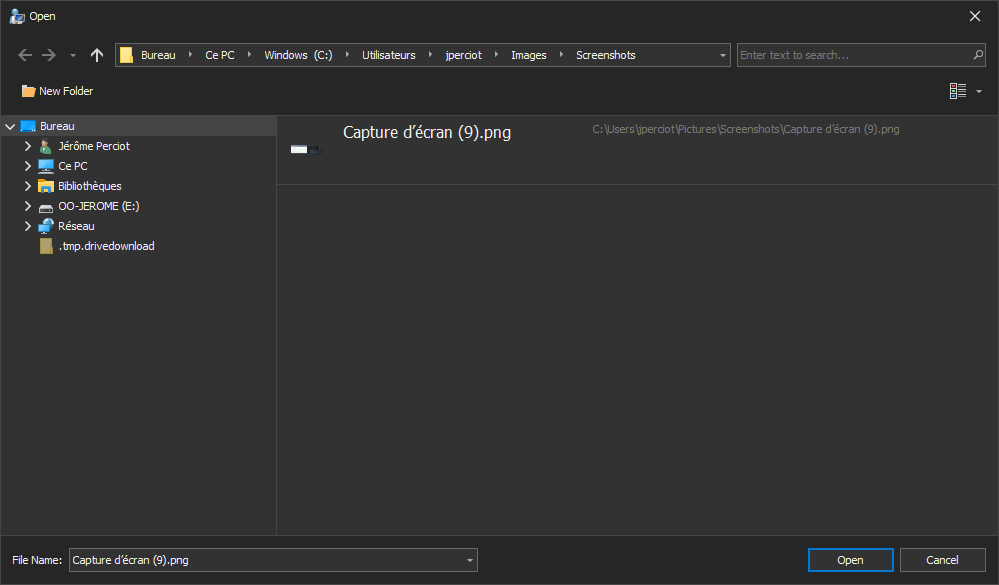 Open
Bureau Ce PC Windows (C:) Utilisateurs jperciot Images Screenshots
Enter text to search...
New Folder
Bureau
Jérôme Perciot
Ce PC
Bibliothèques
OO-JEROME (E:)
Réseau
.tmp.drivedownload
Capture d’écran (9).png
C:\Users\jperciot\Pictures\Screenshots\Capture d’écran (9).png
File Name: Capture d’écran (9).png
Open Cancel